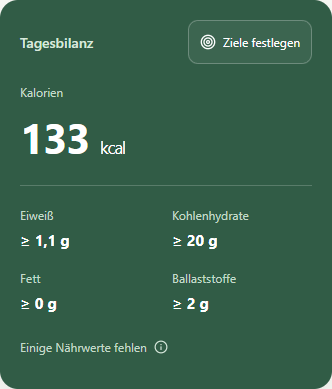 Tagesbilanz
Ziele festlegen
Kalorien
133 kcal
Eiweiß
Kohlenhydrate
≥ 1,1 g
≥ 20 g
Fett
Ballaststoffe
≥ 0 g
≥ 2 g
Einige Nährwerte fehlen